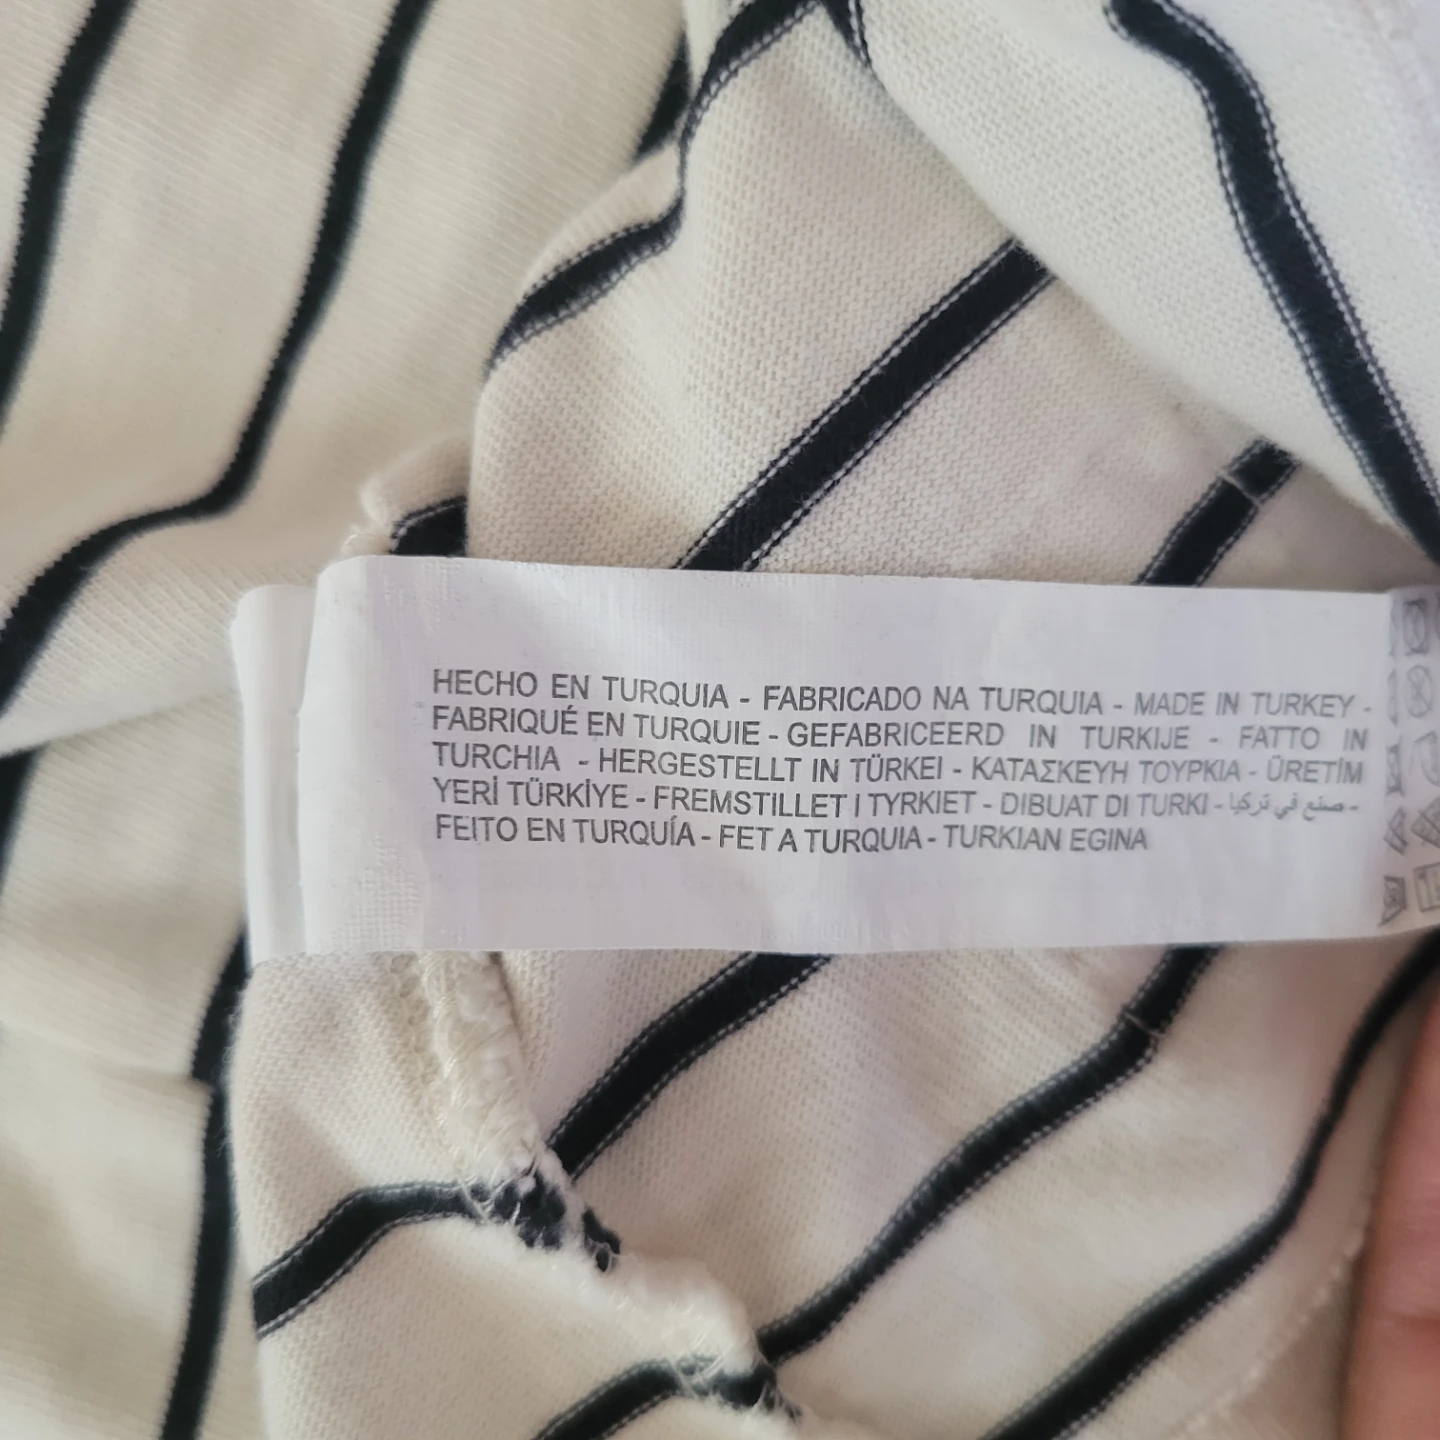 HECHO EN TURQUIA - FABRICADO NA TURQUIA - MADE IN TURKEY -
FABRIQUÉ EN TURQUIE - GEFABRICEERD IN TURKIJE - FATTO IN
TURCHIA - HERGESTELLT IN TÜRKEI - ΚΑΤΑΣΚΕΥΗ ΤΟΥΡΚΙΑ - ÜRETİM
YERİ TÜRKİYE - FREMSTILLET I TYRKIET - DIBUAT DI TURKI - صنع في تركيا -
FEITO EN TURQUÍA - FET A TURQUIA - TURKIAN EGINA